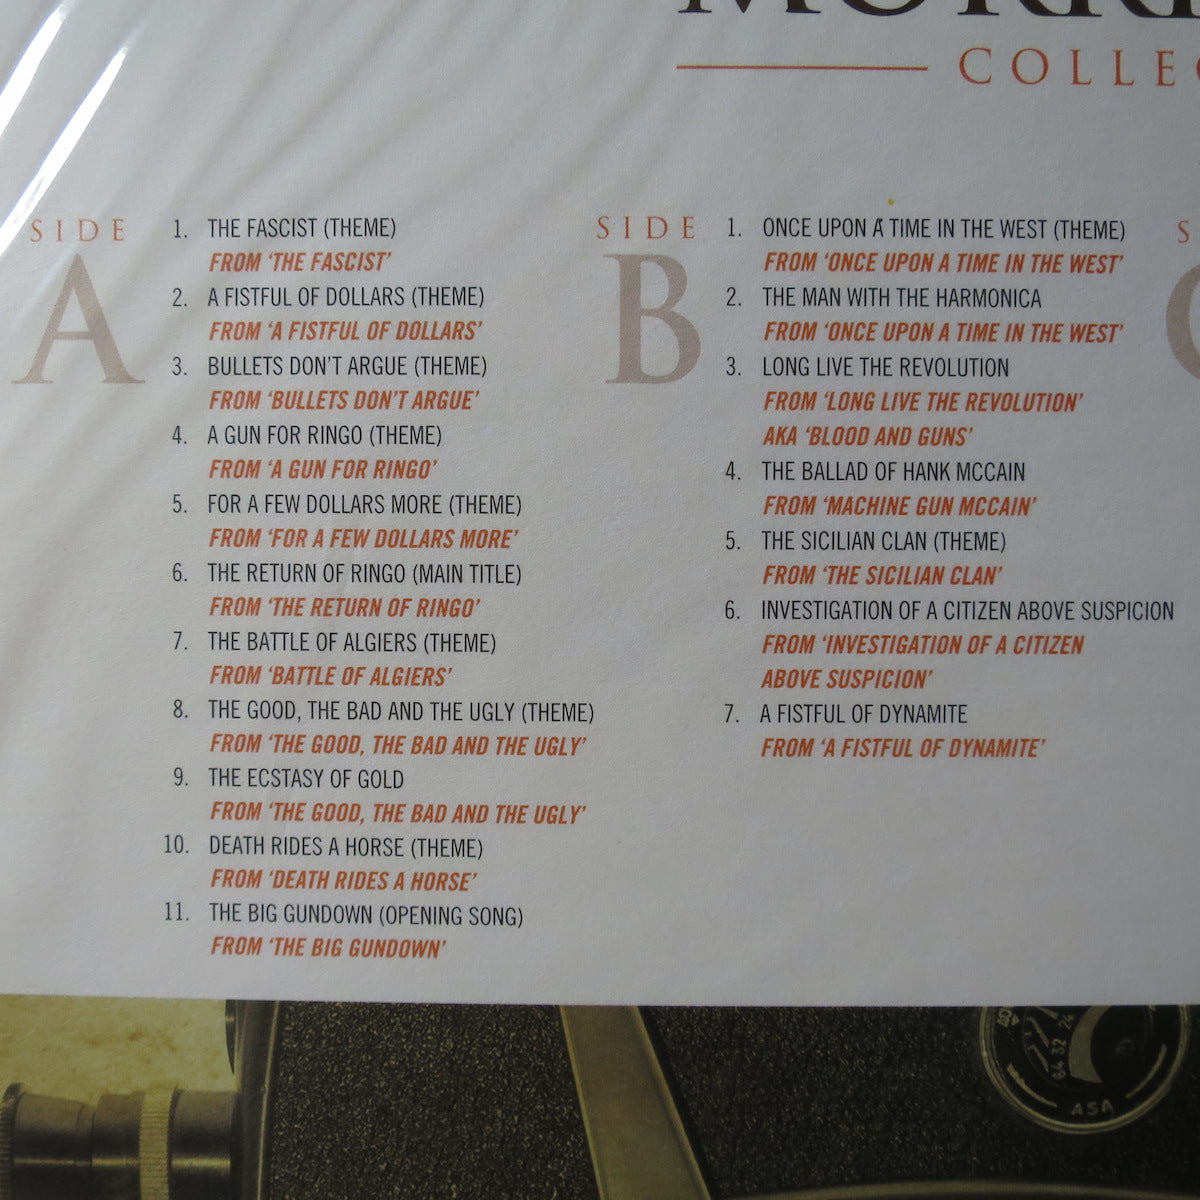 COLLE
SIDE
A
1. THE FASCIST (THEME)
FROM ‘THE FASCIST’
2. A FISTFUL OF DOLLARS (THEME)
FROM ‘A FISTFUL OF DOLLARS’
3. BULLETS DON’T ARGUE (THEME)
FROM ‘BULLETS DON’T ARGUE’
4. A GUN FOR RINGO (THEME)
FROM ‘A GUN FOR RINGO’
5. FOR A FEW DOLLARS MORE (THEME)
FROM ‘FOR A FEW DOLLARS MORE’
6. THE RETURN OF RINGO (MAIN TITLE)
FROM ‘THE RETURN OF RINGO’
7. THE BATTLE OF ALGIERS (THEME)
FROM ‘BATTLE OF ALGIERS’
8. THE GOOD, THE BAD AND THE UGLY (THEME)
FROM ‘THE GOOD, THE BAD AND THE UGLY’
9. THE ECSTASY OF GOLD
FROM ‘THE GOOD, THE BAD AND THE UGLY’
10. DEATH RIDES A HORSE (THEME)
FROM ‘DEATH RIDES A HORSE’
11. THE BIG GUNDOWN (OPENING SONG)
FROM ‘THE BIG GUNDOWN’
SIDE
B
1. ONCE UPON A TIME IN THE WEST (THEME)
FROM ‘ONCE UPON A TIME IN THE WEST’
2. THE MAN WITH THE HARMONICA
FROM ‘ONCE UPON A TIME IN THE WEST’
3. LONG LIVE THE REVOLUTION
FROM ‘LONG LIVE THE REVOLUTION’
AKA ‘BLOOD AND GUNS’
4. THE BALLAD OF HANK MCCAIN
FROM ‘MACHINE GUN MCCAIN’
5. THE SICILIAN CLAN (THEME)
FROM ‘THE SICILIAN CLAN’
6. INVESTIGATION OF A CITIZEN ABOVE SUSPICION
FROM ‘INVESTIGATION OF A CITIZEN
ABOVE SUSPICION’
7. A FISTFUL OF DYNAMITE
FROM ‘A FISTFUL OF DYNAMITE’
S
64 32 24
ASA